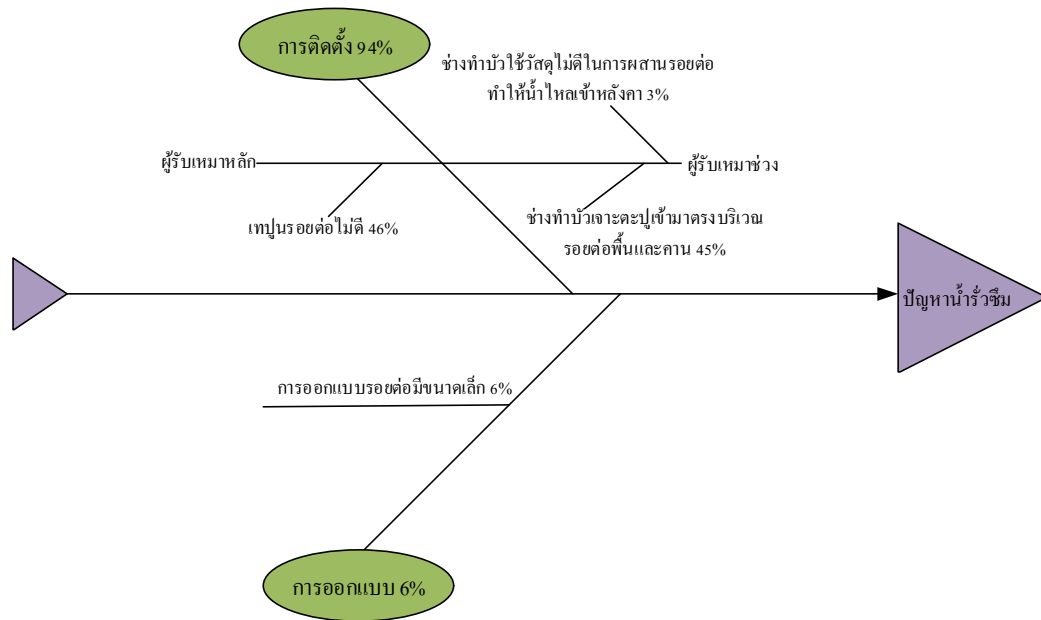 การติดตั้ง 94%
ช่างทำบัวใช้วัสดุไม่ดีในการผสานรอยต่อ
ทำให้น้ำไหลเข้าหลังคา 3%
ผู้รับเหมาหลัก
ผู้รับเหมาช่วง
เทปูนรอยต่อไม่ดี 46%
ช่างทำบัวเจาะตะปูเข้ามาตรงบริเวณ
รอยต่อพื้นและคาน 45%
ปัญหาน้ำรั่วซึม
การออกแบบรอยต่อมีขนาดเล็ก 6%
การออกแบบ 6%